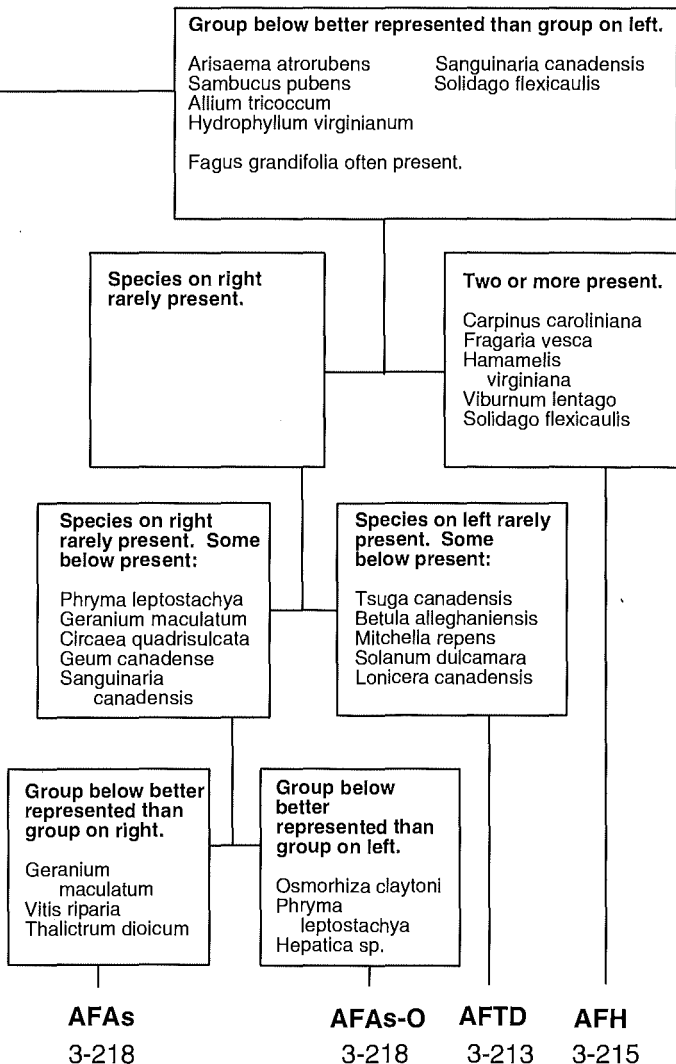 Group below better represented than group on left.
Arisaema atrorubens
Sanguinaria canadensis
Sambucus pubens
Solidago flexicaulis
Allium tricoccum
Hydrophyllum virginianum
Fagus grandifolia often present.
Species on right
rarely present.
Two or more present.
Carpinus caroliniana
Fragaria vesca
Hamamelis
virginiana
Viburnum lentago
Solidago flexicaulis
Species on right
rarely present. Some
below present:
Phryma leptostachya
Geranium maculatum
Circaea quadrisulcata
Geum canadense
Sanguinaria
canadensis
Species on left rarely
present. Some
below present:
Tsuga canadensis
Betula alleghaniensis
Mitchella repens
Solanum dulcamara
Lonicera canadensis
Group below better
represented than
group on right.
Geranium
maculatum
Vitis riparia
Thalictrum dioicum
Group below
better
represented than
group on left.
Osmorhiza claytoni
Phryma
leptostachya
Hepatica sp.
AFAs AFAs-O AFTD AFH
3-218 3-218 3-213 3-215